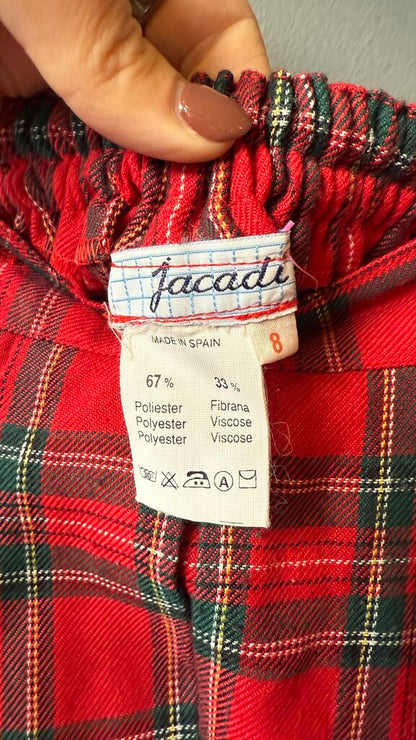 jacadi
8
MADE IN SPAIN
67% 33%
Poliester Fibrana
Polyester Viscose
Polyester Viscose
A